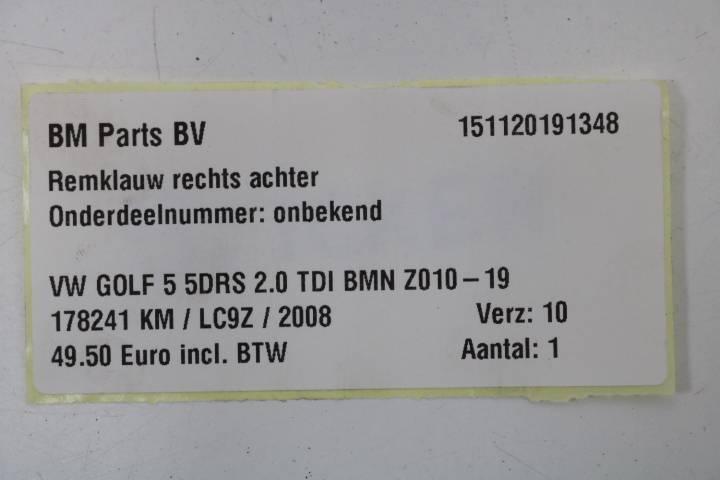 BM Parts BV 151120191348
Remklauw rechts achter
Onderdeelnummer: onbekend
VW GOLF 5 5DRS 2.0 TDI BMN Z010-19
178241 KM / LC9Z / 2008 Verz: 10
49.50 Euro incl. BTW Aantal: 1